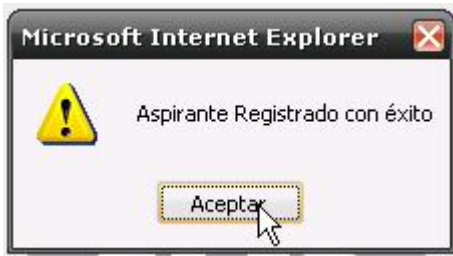 Microsoft Internet Explorer
Aspirante Registrado con éxito
Aceptar